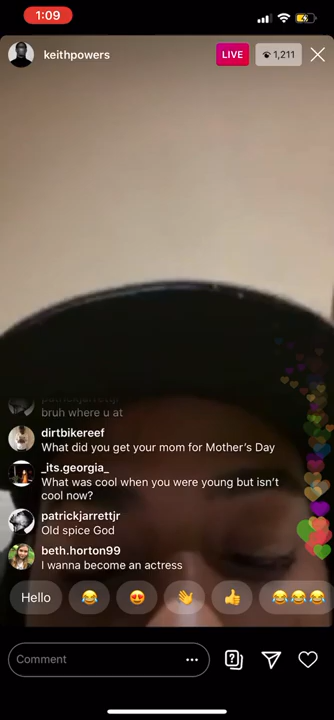 1:09
keithpowers
LIVE
1,211
patrickjarrettjr
bruh where u at
dirtbikereef
What did you get your mom for Mother's Day
_its.georgia_
What was cool when you were young but isn't
cool now?
patrickjarrettjr
Old spice God
beth.horton99
I wanna become an actress
Hello
Comment